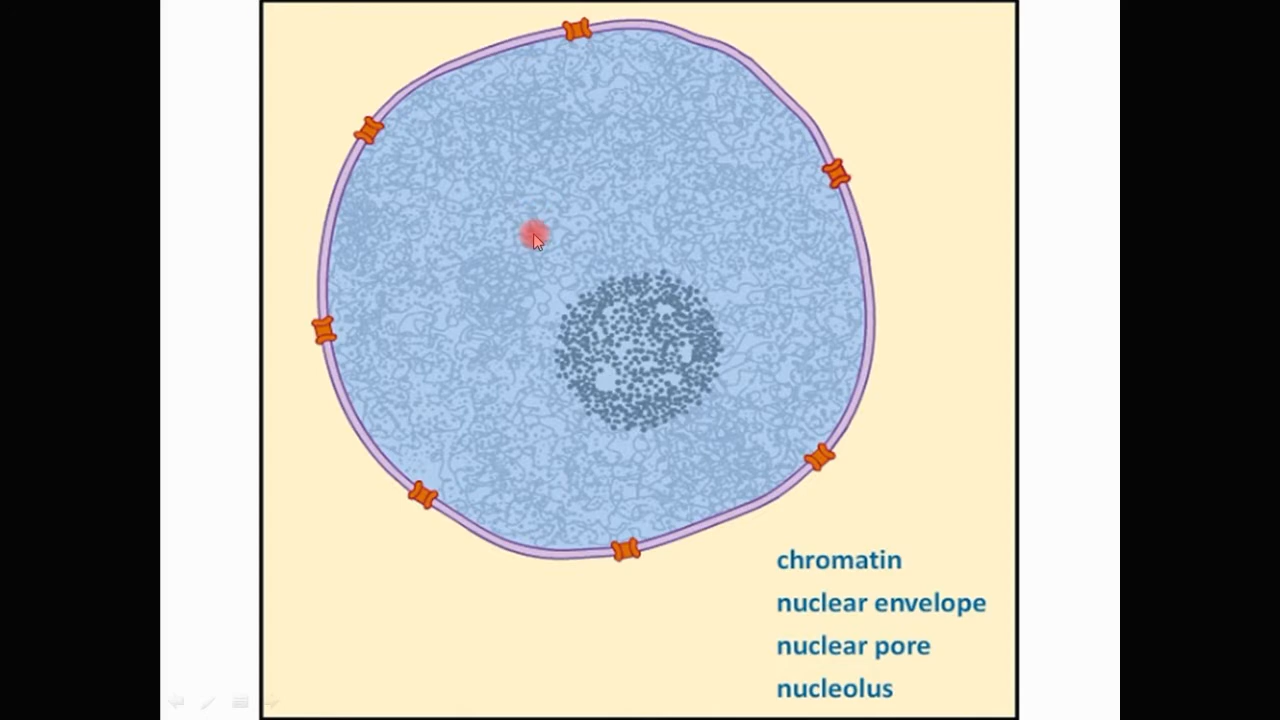 chromatin
nuclear envelope
nuclear pore
nucleolus